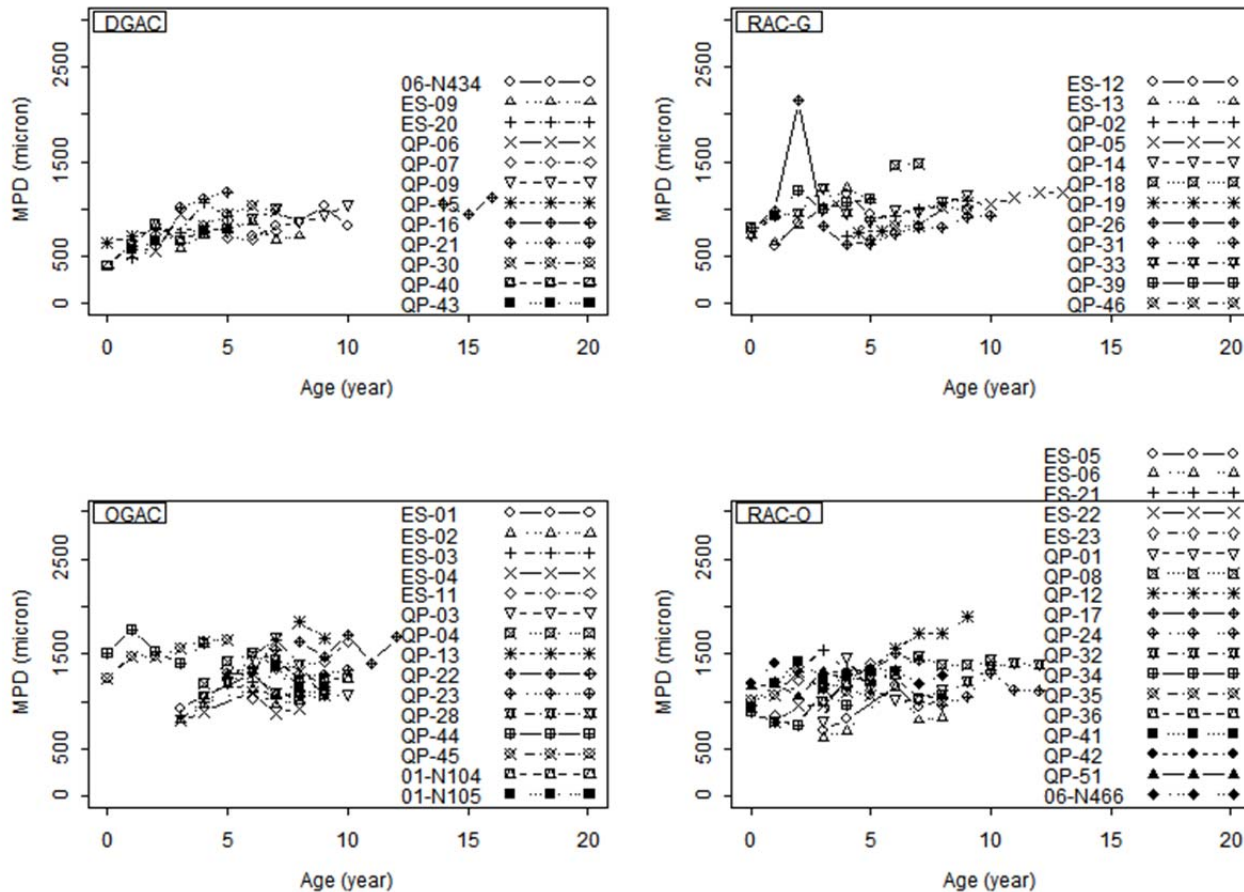 DGAC
MPD (micron)
2500
1500
500
0
06-N434
ES-09
ES-20
QP-06
QP-07
QP-09
QP-15
QP-16
QP-21
QP-30
QP-40
QP-43
0 5 10 15 20
Age (year)
RAC-G
MPD (micron)
2500
1500
500
0
ES-12
ES-13
QP-02
QP-05
QP-14
QP-18
QP-19
QP-26
QP-31
QP-33
QP-39
QP-46
0 5 10 15 20
Age (year)
OGAC
MPD (micron)
2500
1500
500
0
ES-01
ES-02
ES-03
ES-04
ES-11
QP-03
QP-04
QP-13
QP-22
QP-23
QP-28
QP-44
QP-45
01-N104
01-N105
0 5 10 15 20
Age (year)
RAC-O
MPD (micron)
2500
1500
500
0
ES-05
ES-06
ES-21
ES-22
ES-23
QP-01
QP-08
QP-12
QP-17
QP-24
QP-32
QP-34
QP-35
QP-36
QP-41
QP-42
QP-51
06-N466
0 5 10 15 20
Age (year)